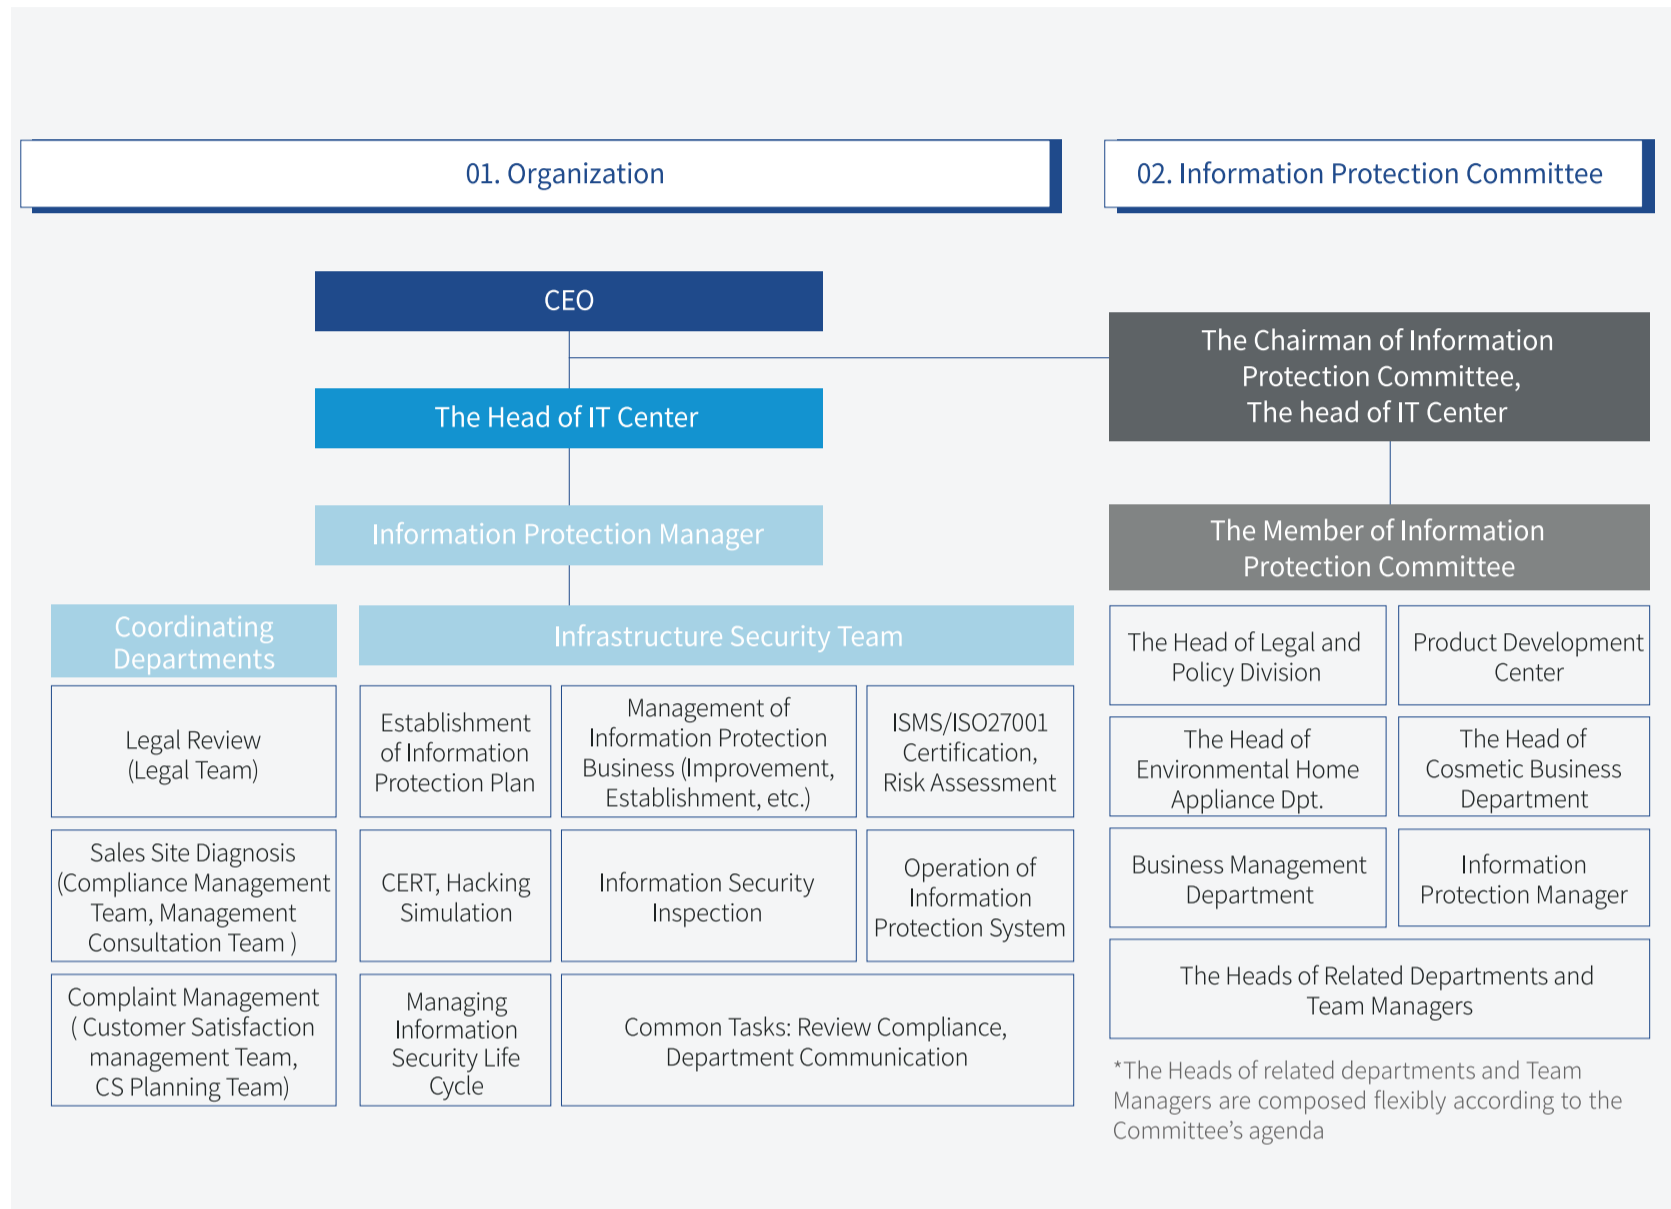 01. Organization
02. Information Protection Committee
CEO
The Head of IT Center
Information Protection Manager
Coordinating
Departments
Legal Review
(Legal Team)
Sales Site Diagnosis
(Compliance Management
Team, Management
Consultation Team )
Complaint Management
( Customer Satisfaction
management Team,
CS Planning Team)
Infrastructure Security Team
Establishment
of Information
Protection Plan
Management of
Information Protection
Business (Improvement,
Establishment, etc.)
ISMS/ISO27001
Certification,
Risk Assessment
CERT, Hacking
Simulation
Information Security
Inspection
Operation of
Information
Protection System
Managing
Information
Security Life
Cycle
Common Tasks: Review Compliance,
Department Communication
The Chairman of Information
Protection Committee,
The head of IT Center
The Member of Information
Protection Committee
The Head of Legal and
Policy Division
Product Development
Center
The Head of
Environmental Home
Appliance Dpt.
The Head of
Cosmetic Business
Department
Business Management
Department
Information
Protection Manager
The Heads of Related Departments and
Team Managers
*The Heads of related departments and Team
Managers are composed flexibly according to the
Committee’s agenda